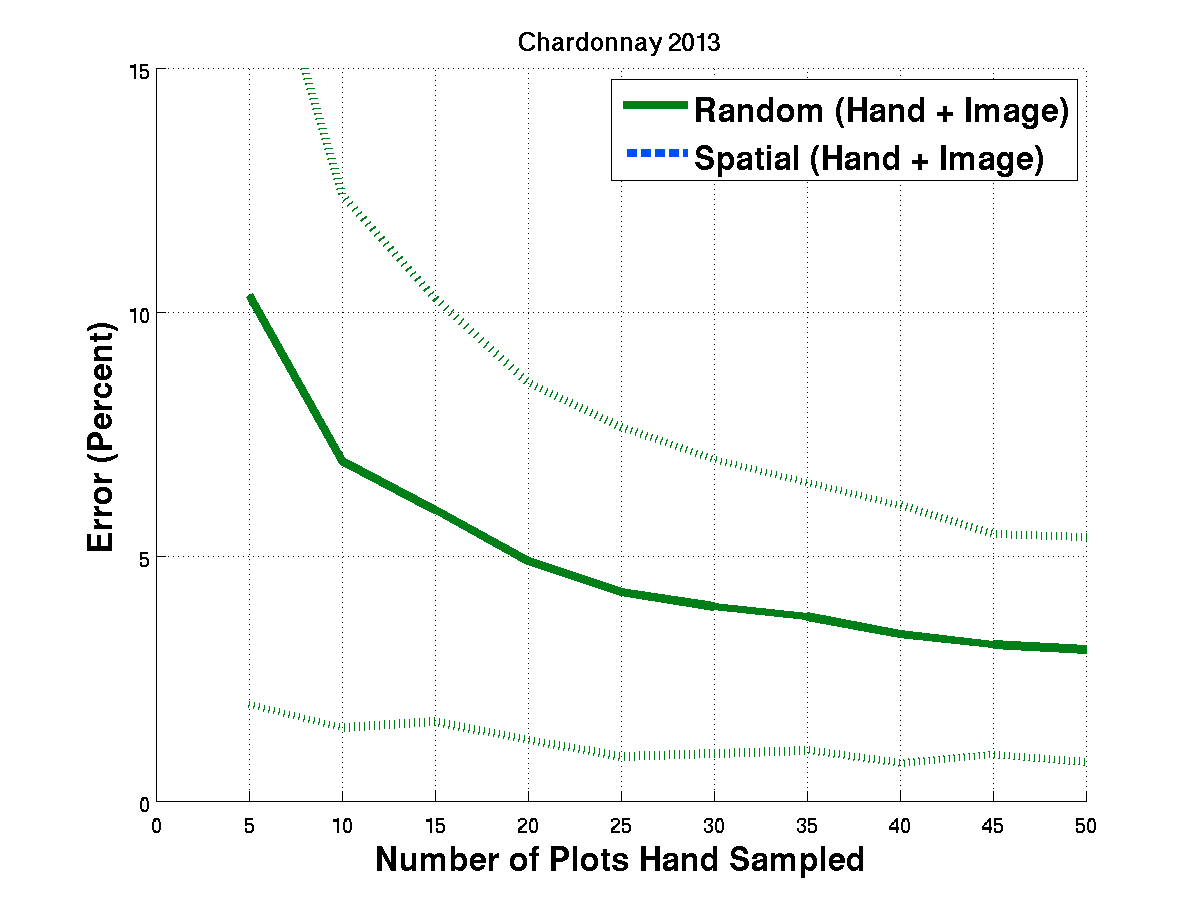 Chardonnay 2013
Random (Hand + Image)
Spatial (Hand + Image)
Error (Percent)
15
10
5
0
0 5 10 15 20 25 30 35 40 45 50
Number of Plots Hand Sampled